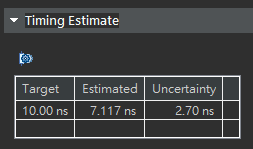 Timing Estimate
Target Estimated Uncertainty
10.00 ns 7.117 ns 2.70 ns